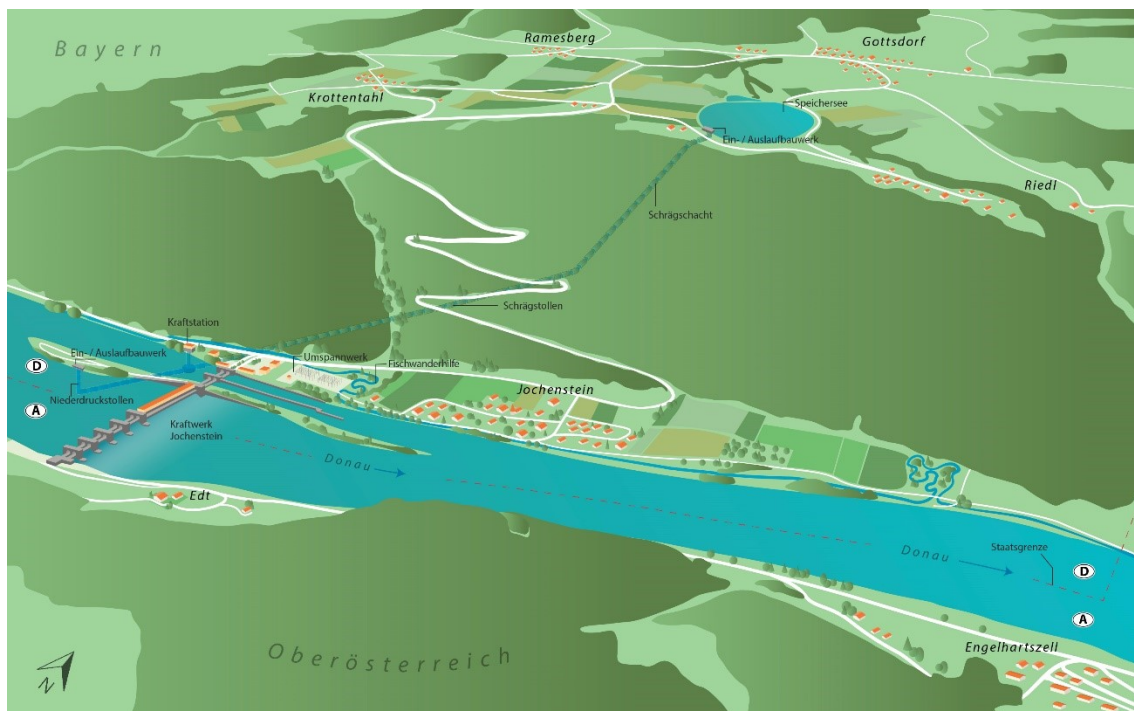 Bayern
Ramesberg
Gottsdorf
Krottentahl
Speichersee
Ein- / Auslaufbauwerk
Riedl
Schrägschacht
Schrägstollen
Kraftstation
Ein- / Auslaufbauwerk
Umspannwerk
Fischwanderhilfe
D
Niederdruckstollen
Jochenstein
A
Kraftwerk
Jochenstein
Donau
Edt
Donau
Staatsgrenze
D
A
Engelhartszell
Oberösterreich
N